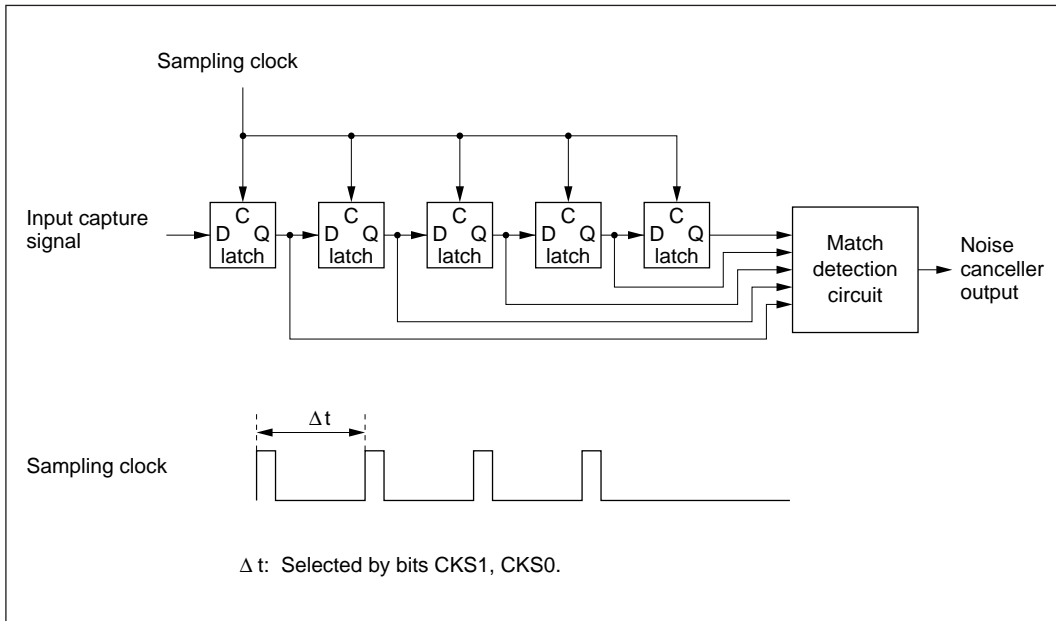 Sampling clock
Input capture
signal
C
D Q
latch
C
D Q
latch
C
D Q
latch
C
D Q
latch
C
D Q
latch
Match
detection
circuit
Noise
canceller
output
Δt
Sampling clock
Δt: Selected by bits CKS1, CKS0.